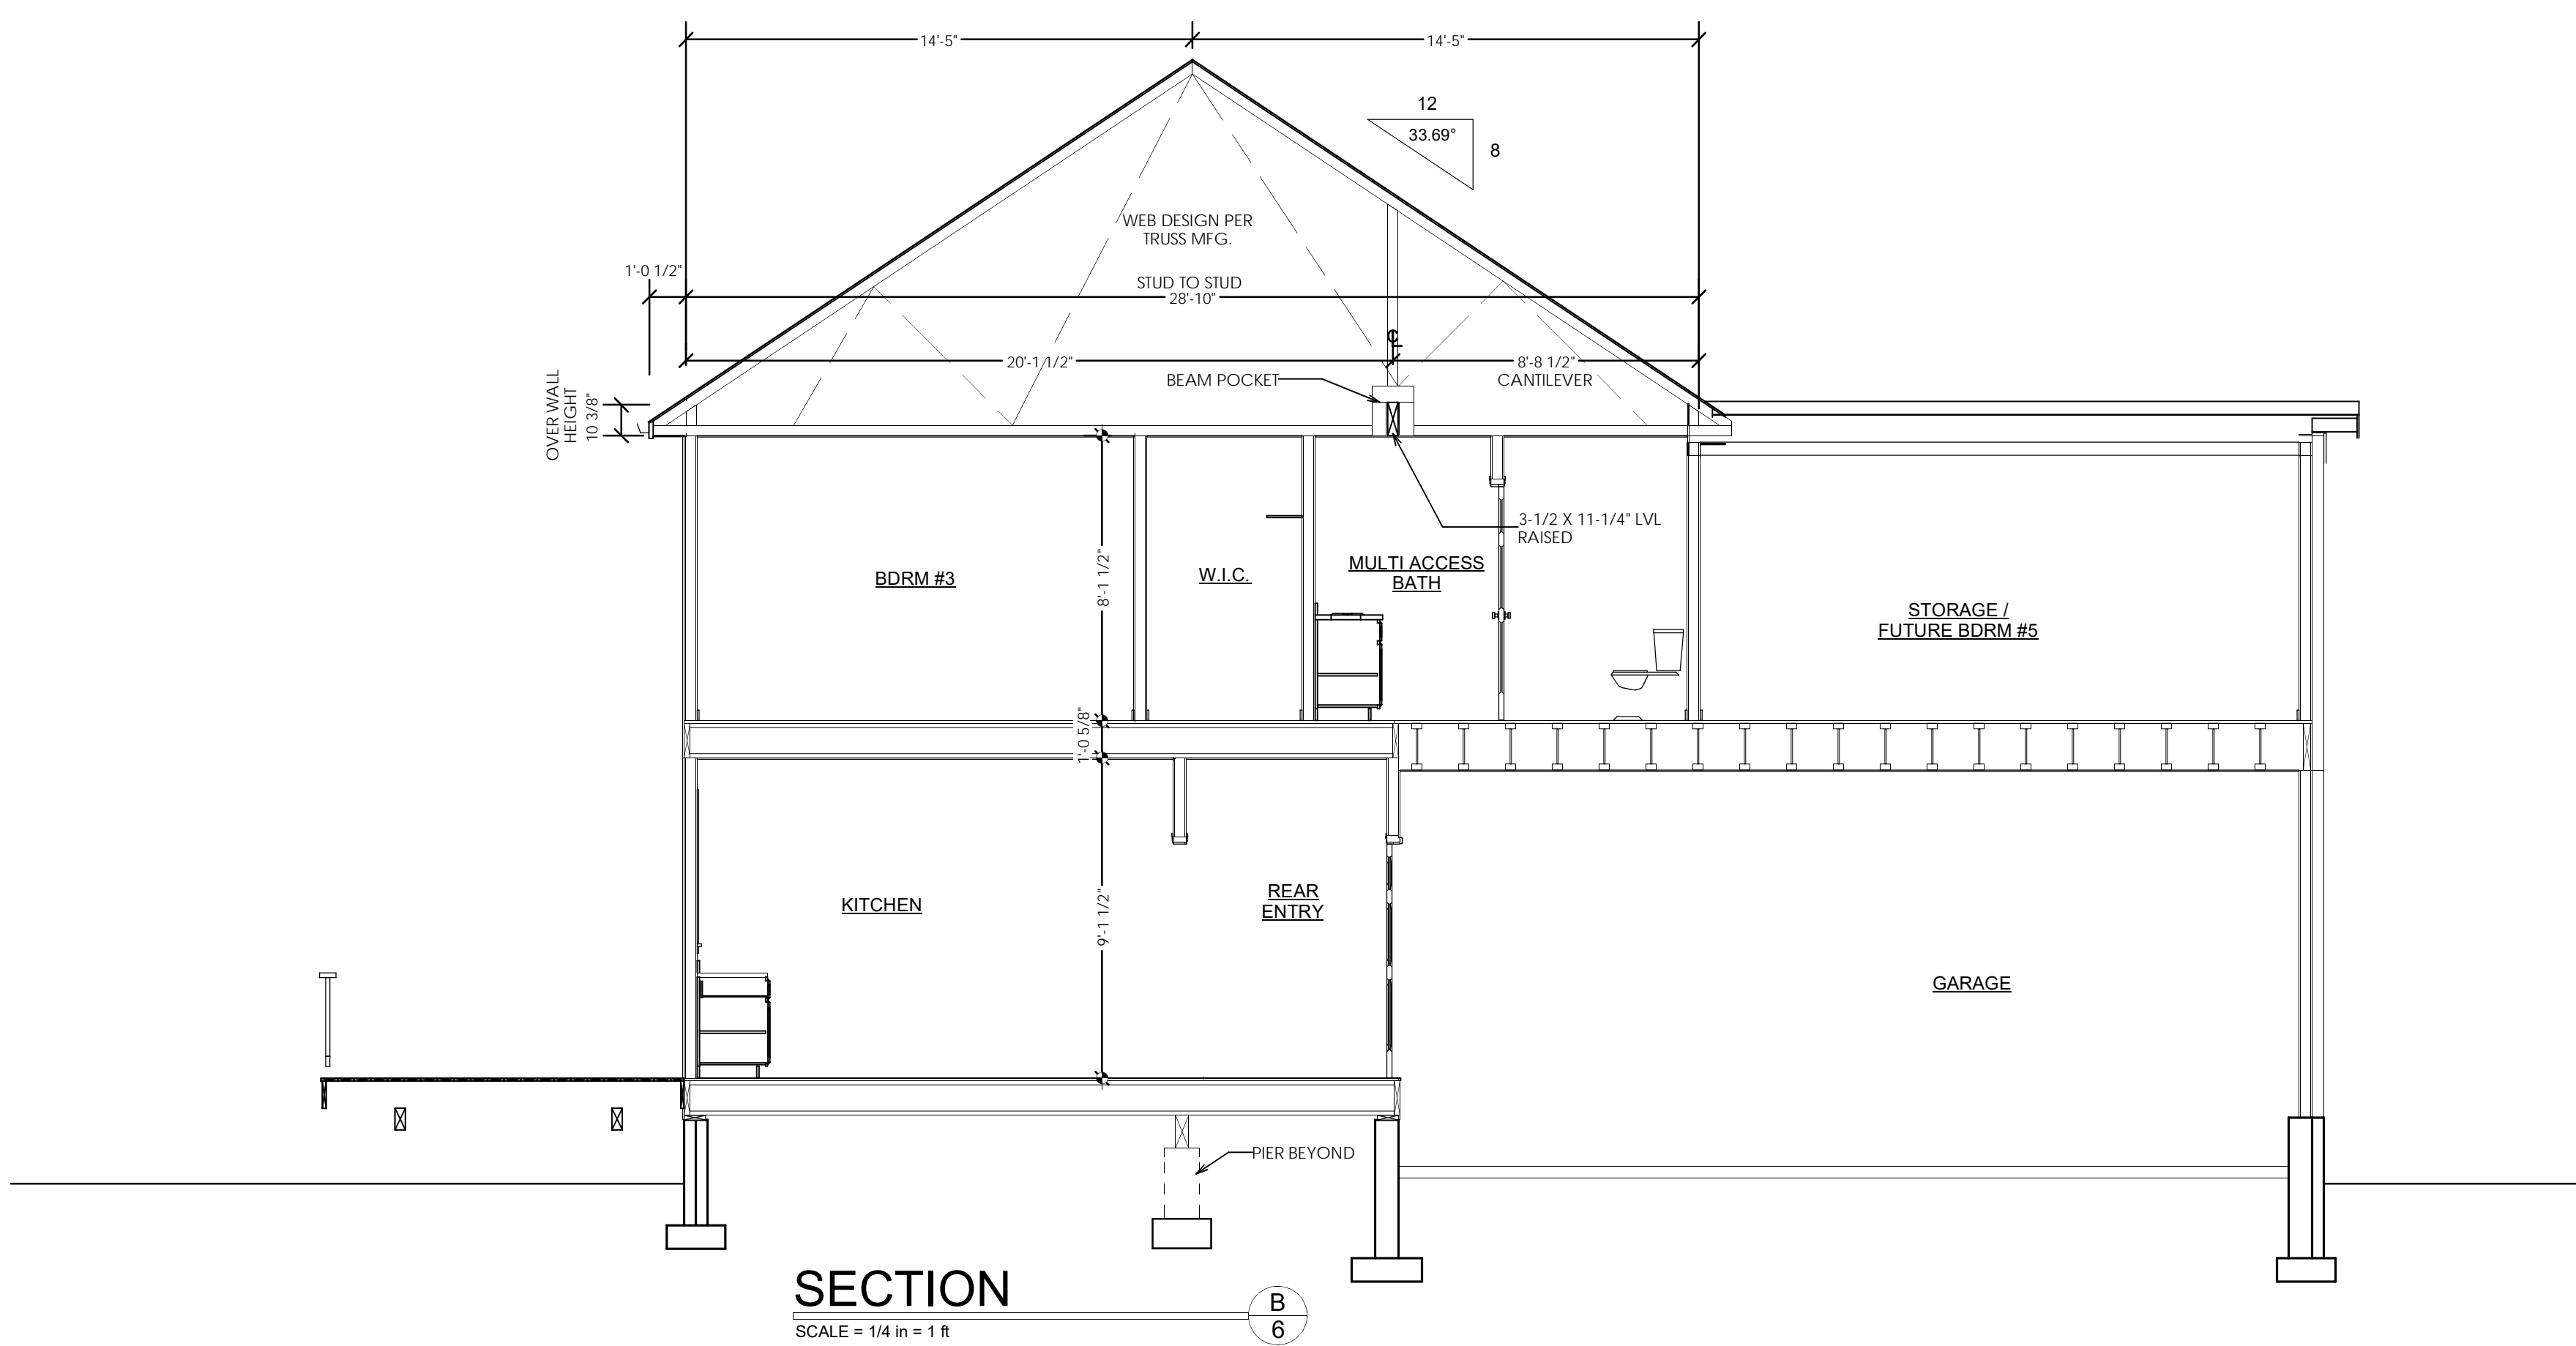 14'-5"
14'-5"
12
33.69°
8
WEB DESIGN PER
TRUSS MFG.
1'-0 1/2"
STUD TO STUD
28'-10"
℄
20'-1 1/2"
8'-8 1/2"
BEAM POCKET
CANTILEVER
OVER WALL
HEIGHT
10 3/8"
3-1/2 X 11-1/4" LVL
RAISED
8'-1 1/2"
BDRM #3
W.I.C.
MULTI ACCESS
BATH
STORAGE /
FUTURE BDRM #5
1'-0 5/8"
9'-1 1/2"
KITCHEN
REAR
ENTRY
GARAGE
PIER BEYOND
SECTION
SCALE = 1/4 in = 1 ft
B
6